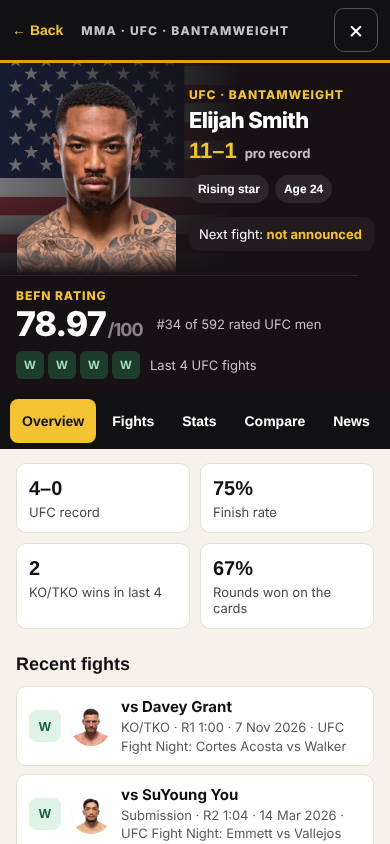 ← Back MMA · UFC · BANTAMWEIGHT ×
UFC · BANTAMWEIGHT
Elijah Smith
11–1 pro record
Rising star Age 24
Next fight: not announced
BEFN RATING
78.97/100 #34 of 592 rated UFC men
W W W W Last 4 UFC fights
Overview Fights Stats Compare News
4–0
UFC record
75%
Finish rate
2
KO/TKO wins in last 4
67%
Rounds won on the
cards
Recent fights
W
vs Davey Grant
KO/TKO · R1 1:00 · 7 Nov 2026 · UFC
Fight Night: Cortes Acosta vs Walker
W
vs SuYoung You
Submission · R2 1:04 · 14 Mar 2026 ·
UFC Fight Night: Emmett vs Vallejos